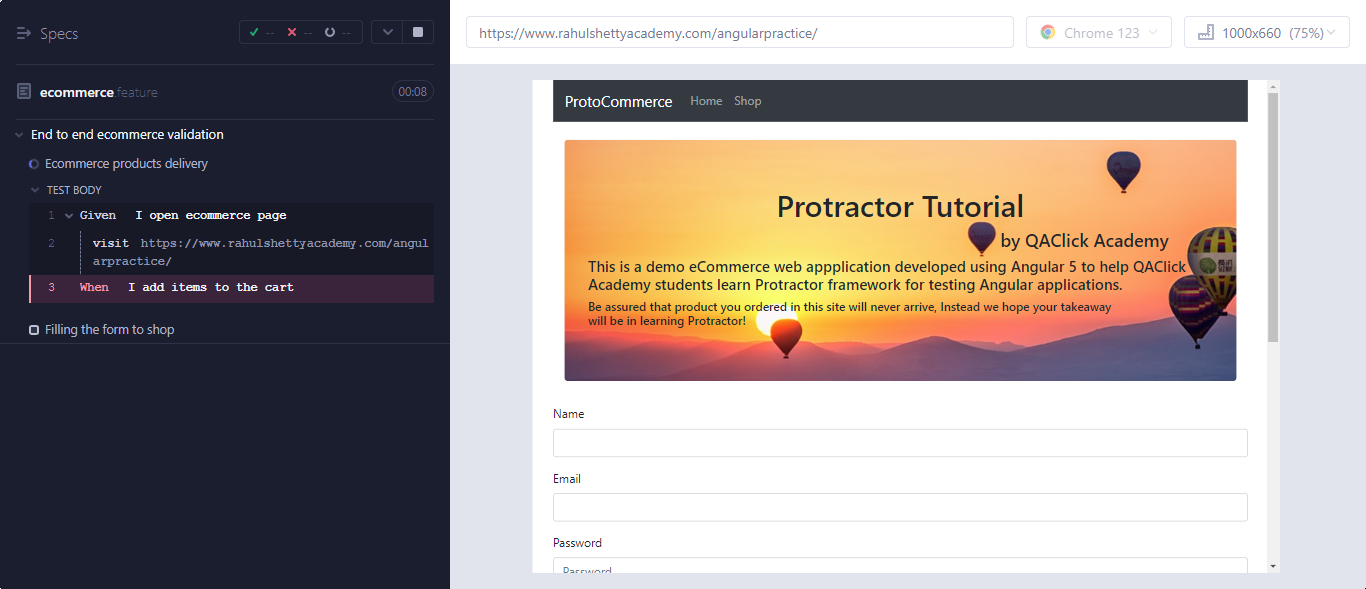 Specs
-- -- --
ecommerce.feature
00:08
End to end ecommerce validation
Ecommerce products delivery
TEST BODY
1 Given I open ecommerce page
2 visit https://www.rahulshettyacademy.com/angul
arpractice/
3 When I add items to the cart
Filling the form to shop
https://www.rahulshettyacademy.com/angularpractice/
Chrome 123
1000x660 (75%)
ProtoCommerce Home Shop
Protractor Tutorial
by QAClick Academy
This is a demo eCommerce web appplication developed using Angular 5 to help QAClick
Academy students learn Protractor framework for testing Angular applications.
Be assured that product you ordered in this site will never arrive, Instead we hope your takeaway
will be in learning Protractor!
Name
Email
Password
Password